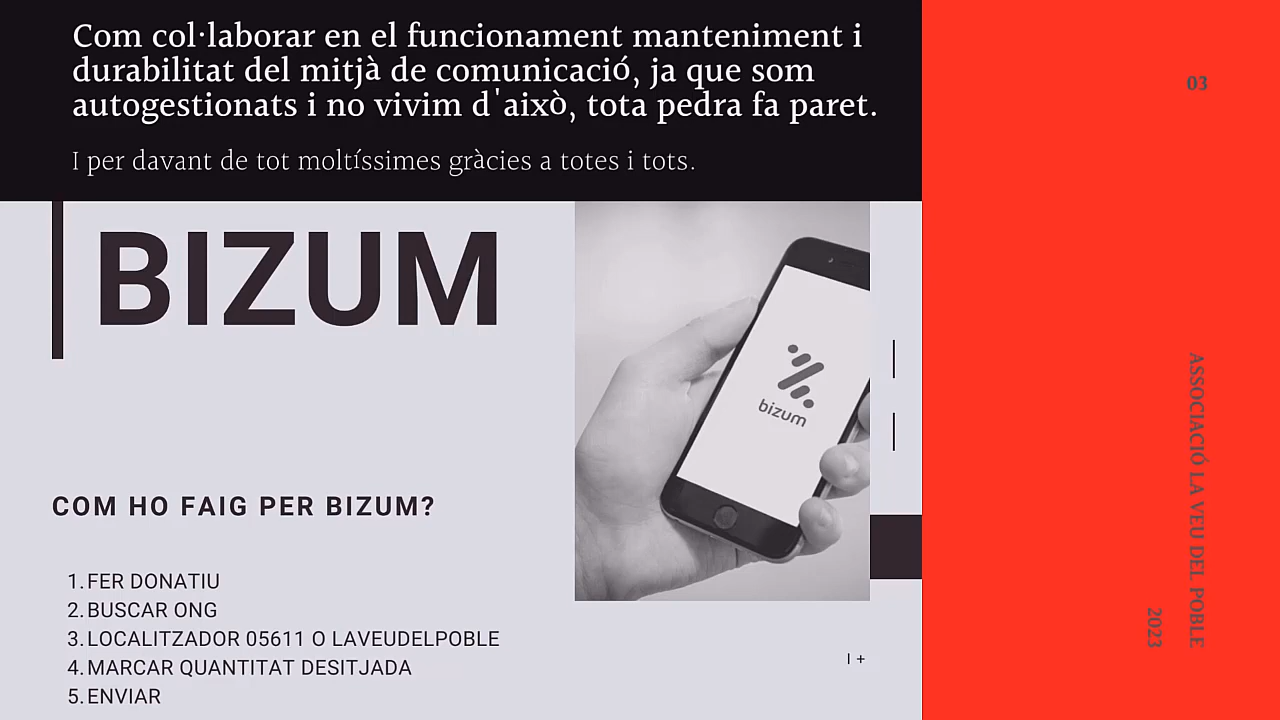 Com col·laborar en el funcionament manteniment i
durabilitat del mitjà de comunicació, ja que som
autogestionats i no vivim d'això, tota pedra fa paret.
I per davant de tot moltíssimes gràcies a totes i tots.
BIZUM
bizum
COM HO FAIG PER BIZUM?
1. FER DONATIU
2. BUSCAR ONG
3. LOCALITZADOR 05611 O LAVEUDELPOBLE
4. MARCAR QUANTITAT DESITJADA
5. ENVIAR
I +
03
ASSOCIACIÓ LA VEU DEL POBLE
2023